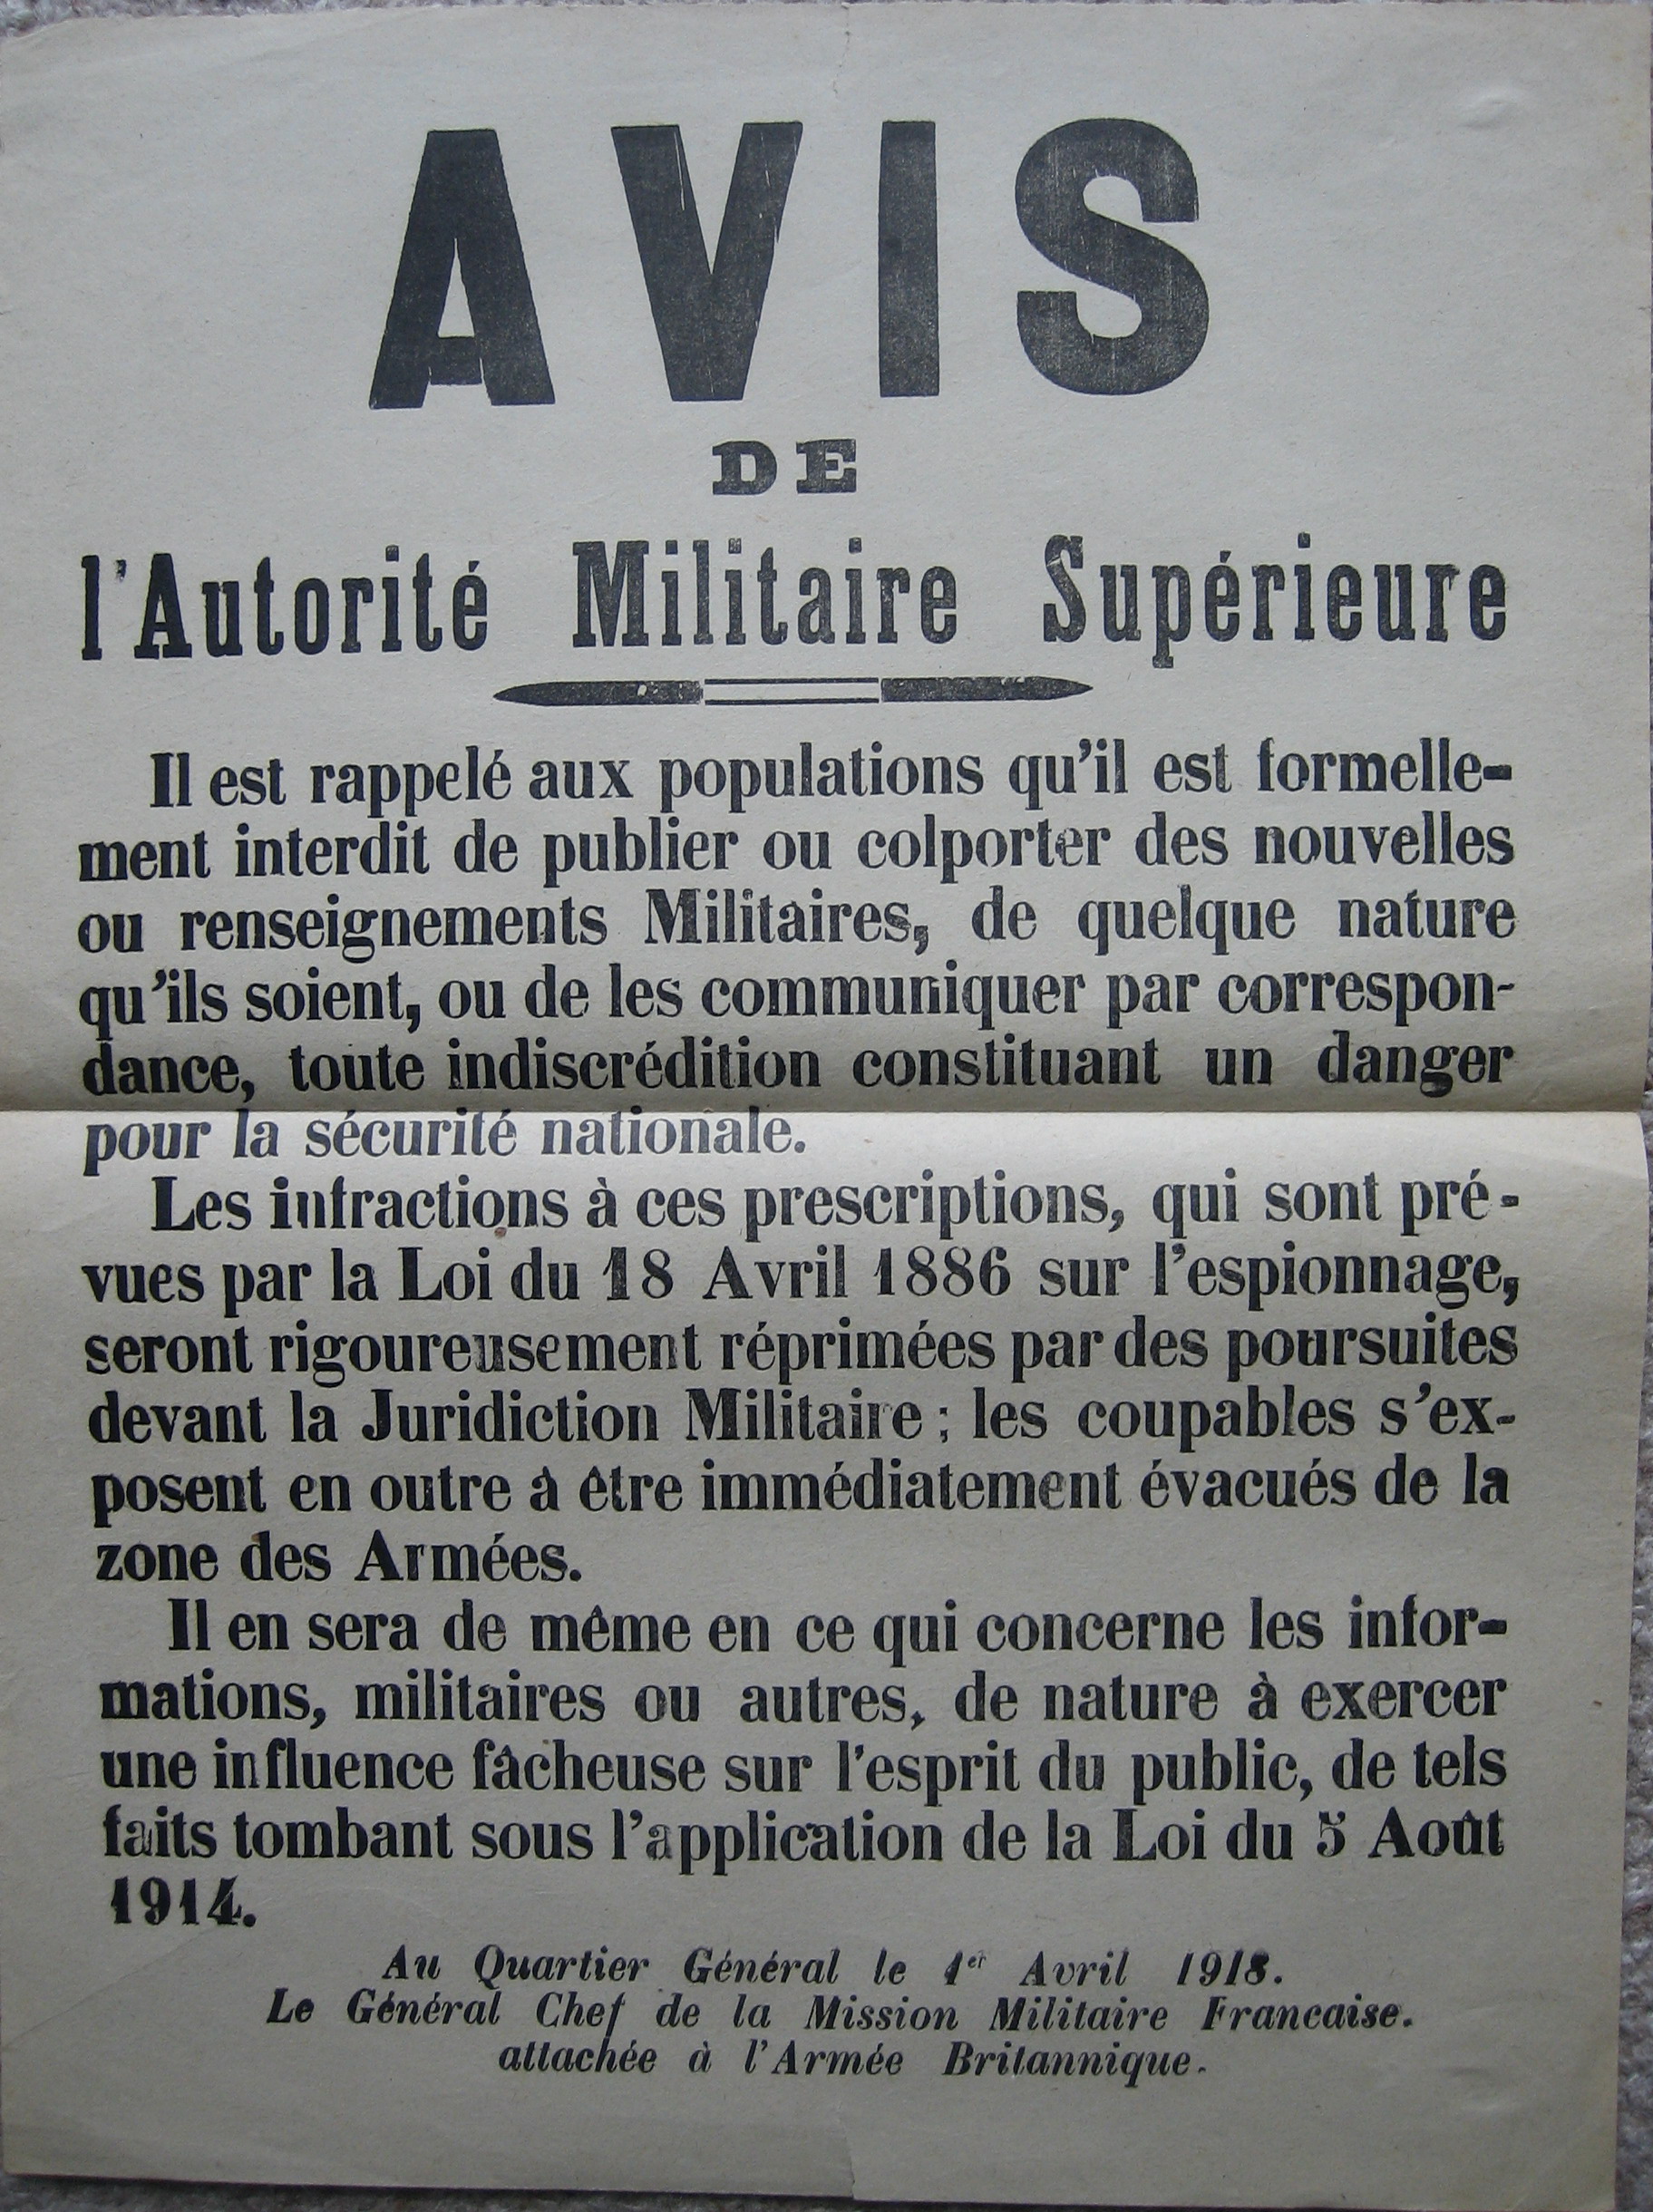 AVIS
DE
l'Autorité Militaire Supérieure
Il est rappelé aux populations qu'il est formelle-
ment interdit de publier ou colporter des nouvelles
ou renseignements Militaires, de quelque nature
qu'ils soient, ou de les communiquer par correspon-
dance, toute indiscrédition constituant un danger
pour la sécurité nationale.
Les infractions à ces prescriptions, qui sont pré-
vues par la Loi du 18 Avril 1886 sur l'espionnage,
seront rigoureusement réprimées par des poursuites
devant la Juridiction Militaire ; les coupables s'ex-
posent en outre à être immédiatement évacués de la
zone des Armées.
Il en sera de même en ce qui concerne les infor-
mations, militaires ou autres, de nature à exercer
une influence fâcheuse sur l'esprit du public, de tels
faits tombant sous l'application de la Loi du 5 Août
1914.
Au Quartier Général le 1er Avril 1918.
Le Général Chef de la Mission Militaire Francaise.
attachée à l'Armée Britannique.